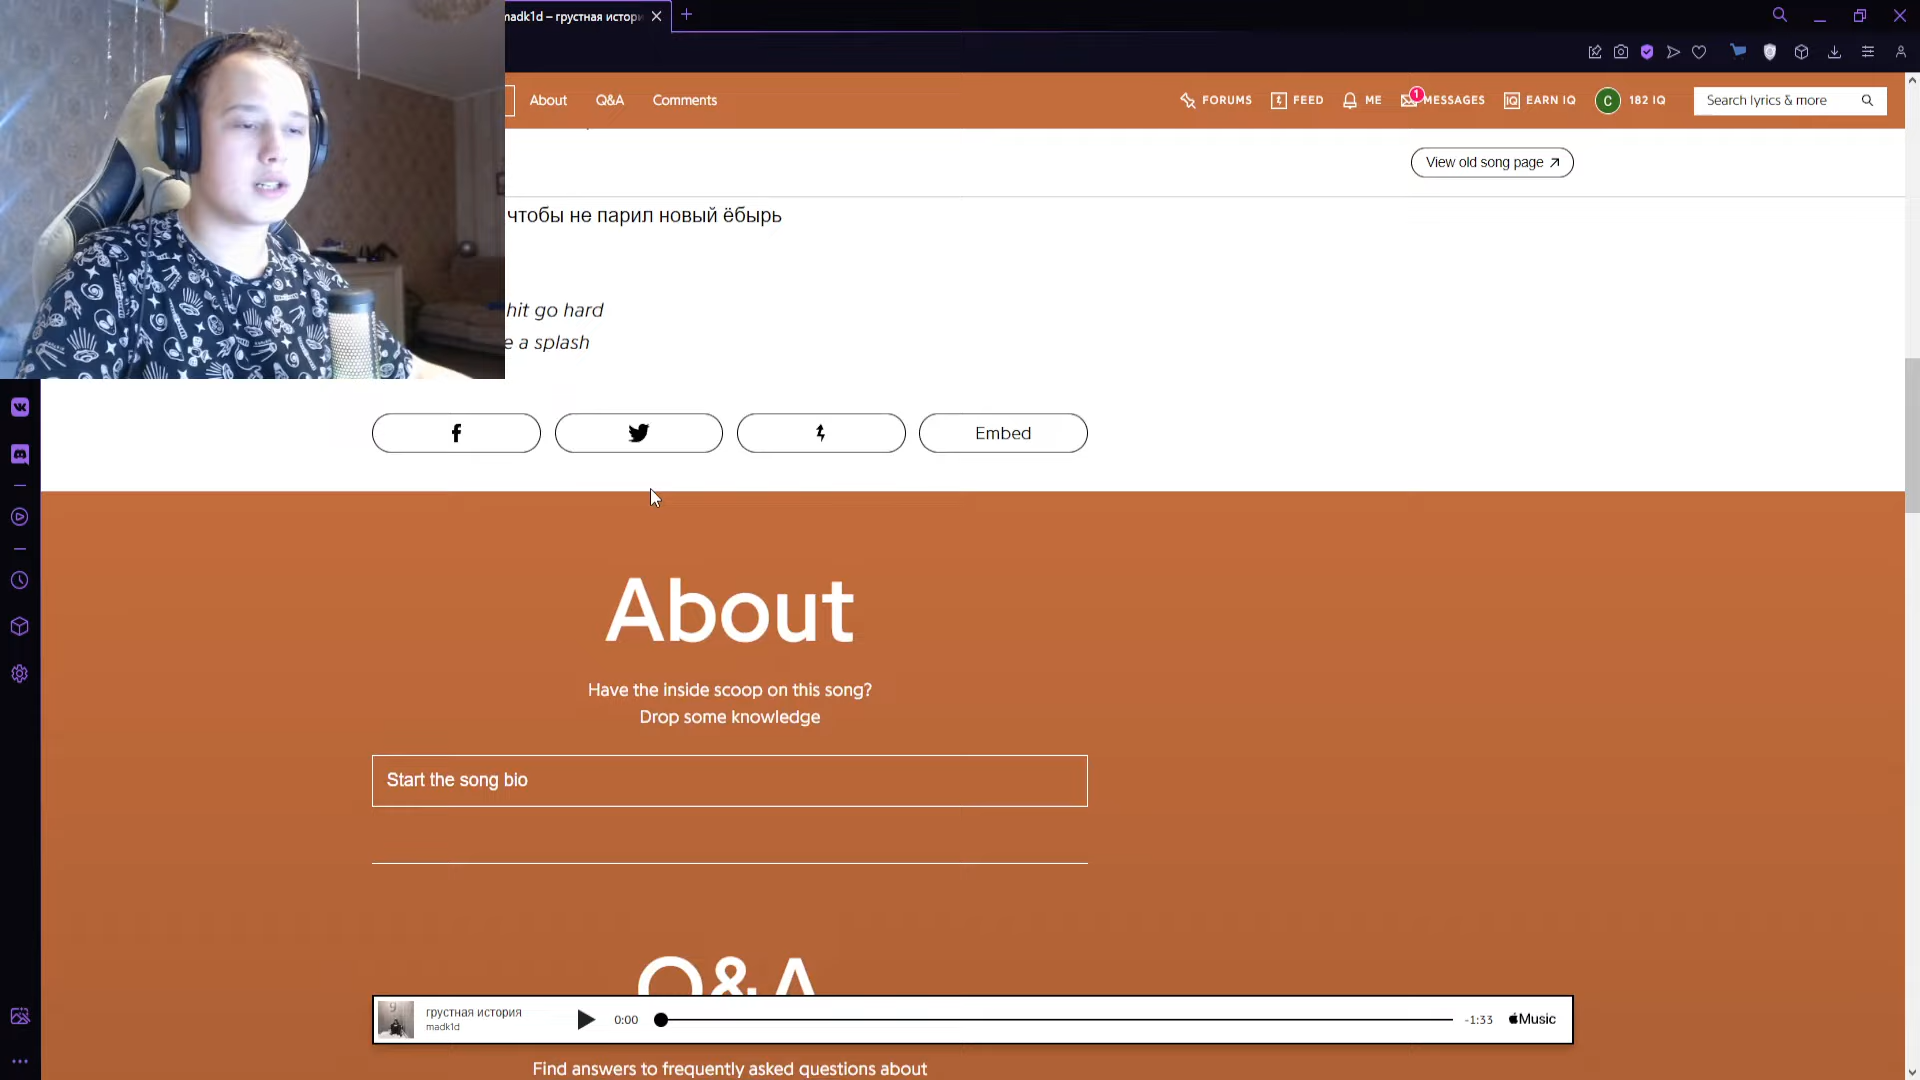 madk1d – грустная истори
About
Q&A
Comments
FORUMS
FEED
ME
1
MESSAGES
EARN IQ
C
182 IQ
Search lyrics & more
View old song page
чтобы не парил новый ёбырь
hit go hard
e a splash
Embed
About
Have the inside scoop on this song?
Drop some knowledge
Start the song bio
Q&A
грустная история
madk1d
0:00
-1:33
Music
Find answers to frequently asked questions about